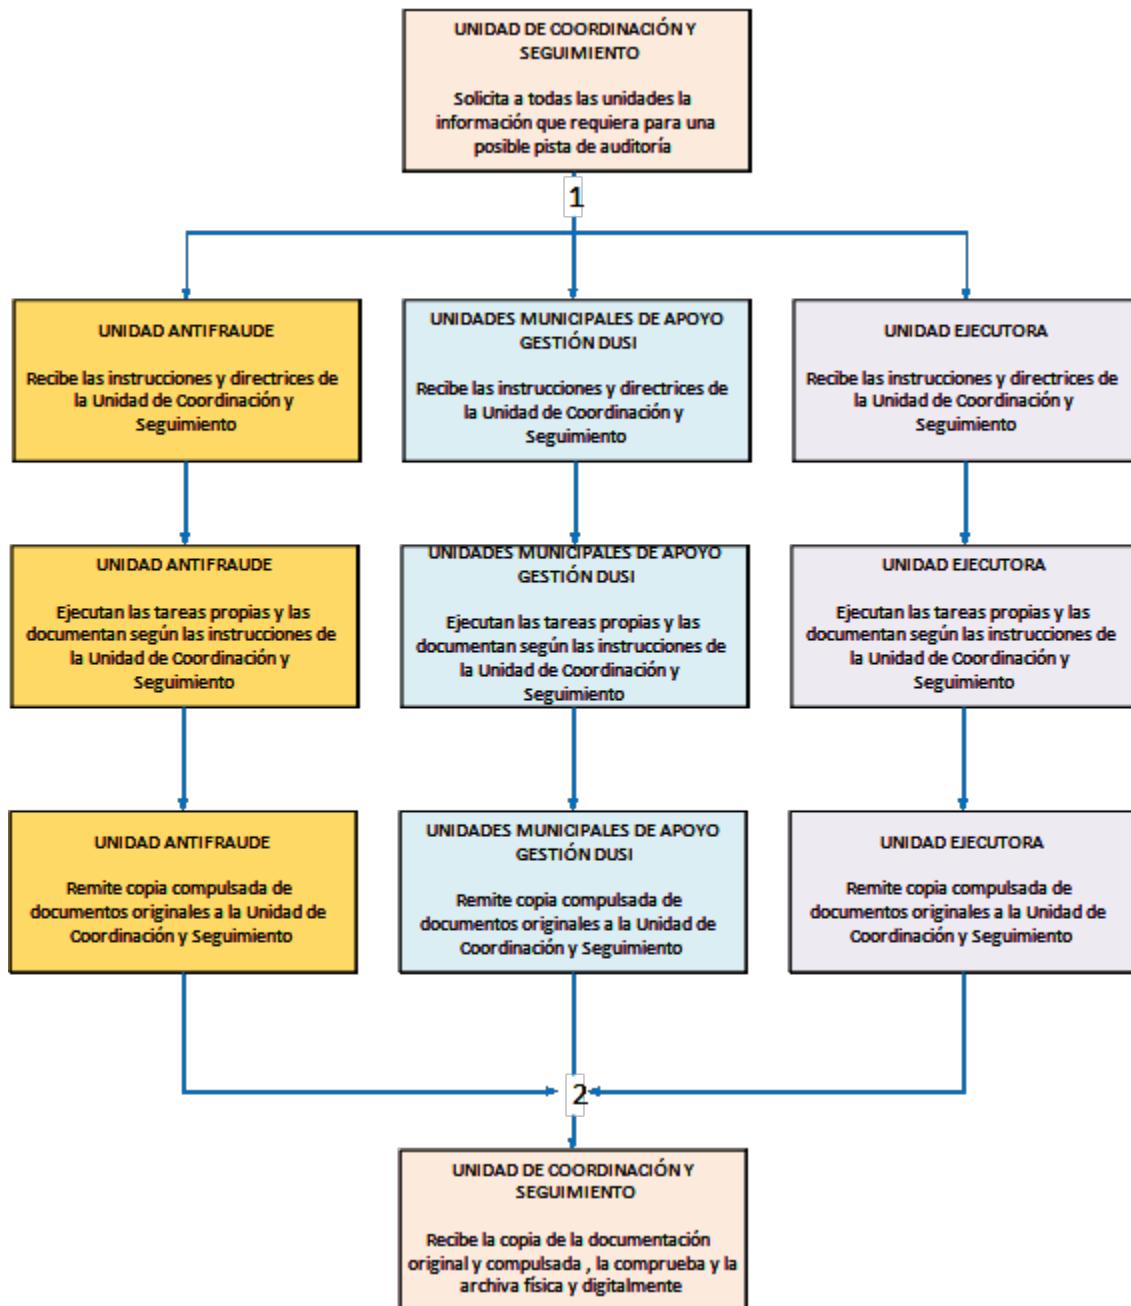 UNIDAD DE COORDINACIÓN Y
SEGUIMIENTO
Solicita a todas las unidades la
información que requiera para una
posible pista de auditoría
1
UNIDAD ANTIFRAUDE
Recibe las instrucciones y directrices de
la Unidad de Coordinación y
Seguimiento
UNIDADES MUNICIPALES DE APOYO
GESTIÓN DUSI
Recibe las instrucciones y directrices de
la Unidad de Coordinación y
Seguimiento
UNIDAD EJECUTORA
Recibe las instrucciones y directrices de
la Unidad de Coordinación y
Seguimiento
UNIDAD ANTIFRAUDE
Ejecutan las tareas propias y las
documentan según las instrucciones de
la Unidad de Coordinación y
Seguimiento
UNIDADES MUNICIPALES DE APOYO
GESTIÓN DUSI
Ejecutan las tareas propias y las
documentan según las instrucciones de
la Unidad de Coordinación y
Seguimiento
UNIDAD EJECUTORA
Ejecutan las tareas propias y las
documentan según las instrucciones de
la Unidad de Coordinación y
Seguimiento
UNIDAD ANTIFRAUDE
Remite copia compulsada de
documentos originales a la Unidad de
Coordinación y Seguimiento
UNIDADES MUNICIPALES DE APOYO
GESTIÓN DUSI
Remite copia compulsada de
documentos originales a la Unidad de
Coordinación y Seguimiento
UNIDAD EJECUTORA
Remite copia compulsada de
documentos originales a la Unidad de
Coordinación y Seguimiento
2
UNIDAD DE COORDINACIÓN Y
SEGUIMIENTO
Recibe la copia de la documentación
original y compulsada , la comprueba y la
archiva física y digitalmente